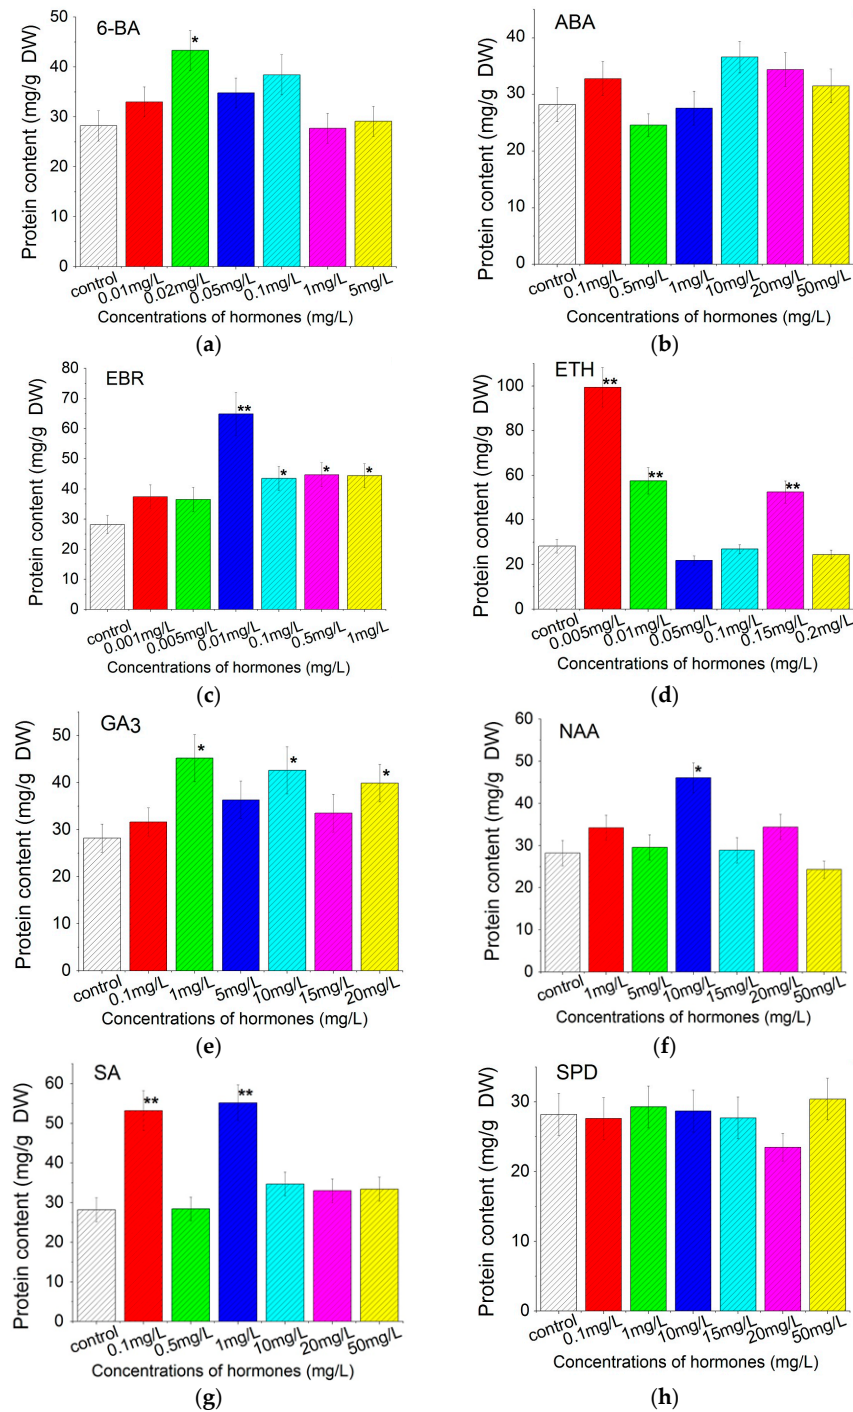 6-BA
*
Protein content (mg/g DW)
50
40
30
20
10
0
control 0.01mg/L 0.02mg/L 0.05mg/L 0.1mg/L 1mg/L 5mg/L
Concentrations of hormones (mg/L)
(a)
ABA
Protein content (mg/g DW)
40
30
20
10
0
control 0.1mg/L 0.5mg/L 1mg/L 10mg/L 20mg/L 50mg/L
Concentrations of hormones (mg/L)
(b)
EBR
** * * *
Protein content (mg/g DW)
80
70
60
50
40
30
20
10
0
control 0.001mg/L 0.005mg/L 0.01mg/L 0.1mg/L 0.5mg/L 1mg/L
Concentrations of hormones (mg/L)
(c)
ETH
** ** **
Protein content (mg/g DW)
100
80
60
40
20
0
control 0.005mg/L 0.01mg/L 0.05mg/L 0.1mg/L 0.15mg/L 0.2mg/L
Concentrations of hormones (mg/L)
(d)
GA3
* * *
Protein content (mg/g DW)
50
40
30
20
10
0
control 0.1mg/L 1mg/L 5mg/L 10mg/L 15mg/L 20mg/L
Concentrations of hormones (mg/L)
(e)
NAA
*
Protein content (mg/g DW)
60
50
40
30
20
10
0
control 1mg/L 5mg/L 10mg/L 15mg/L 20mg/L 50mg/L
Concentrations of hormones (mg/L)
(f)
SA
** **
Protein content (mg/g DW)
60
50
40
30
20
10
0
control 0.1mg/L 0.5mg/L 1mg/L 10mg/L 20mg/L 50mg/L
Concentrations of hormones (mg/L)
(g)
SPD
Protein content (mg/g DW)
30
20
10
0
control 0.1mg/L 1mg/L 10mg/L 15mg/L 20mg/L 50mg/L
Concentrations of hormones (mg/L)
(h)